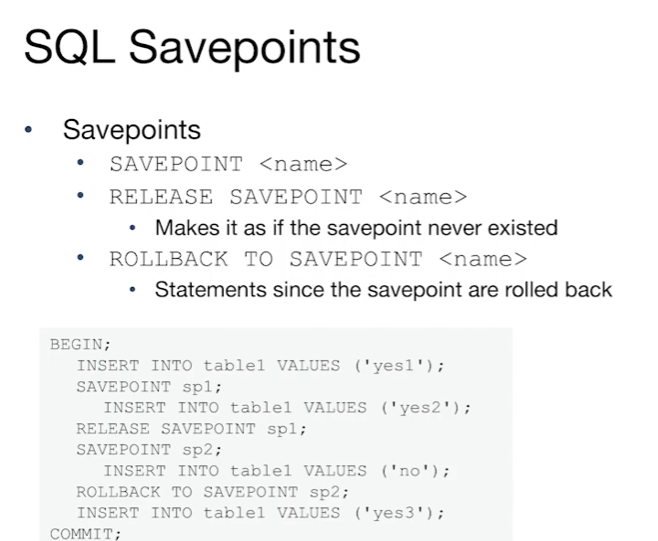 SQL Savepoints
• Savepoints
• SAVEPOINT <name>
• RELEASE SAVEPOINT <name>
• Makes it as if the savepoint never existed
• ROLLBACK TO SAVEPOINT <name>
• Statements since the savepoint are rolled back
BEGIN;
INSERT INTO table1 VALUES ('yes1');
SAVEPOINT sp1;
INSERT INTO table1 VALUES ('yes2');
RELEASE SAVEPOINT sp1;
SAVEPOINT sp2;
INSERT INTO table1 VALUES ('no');
ROLLBACK TO SAVEPOINT sp2;
INSERT INTO table1 VALUES ('yes3');
COMMIT;